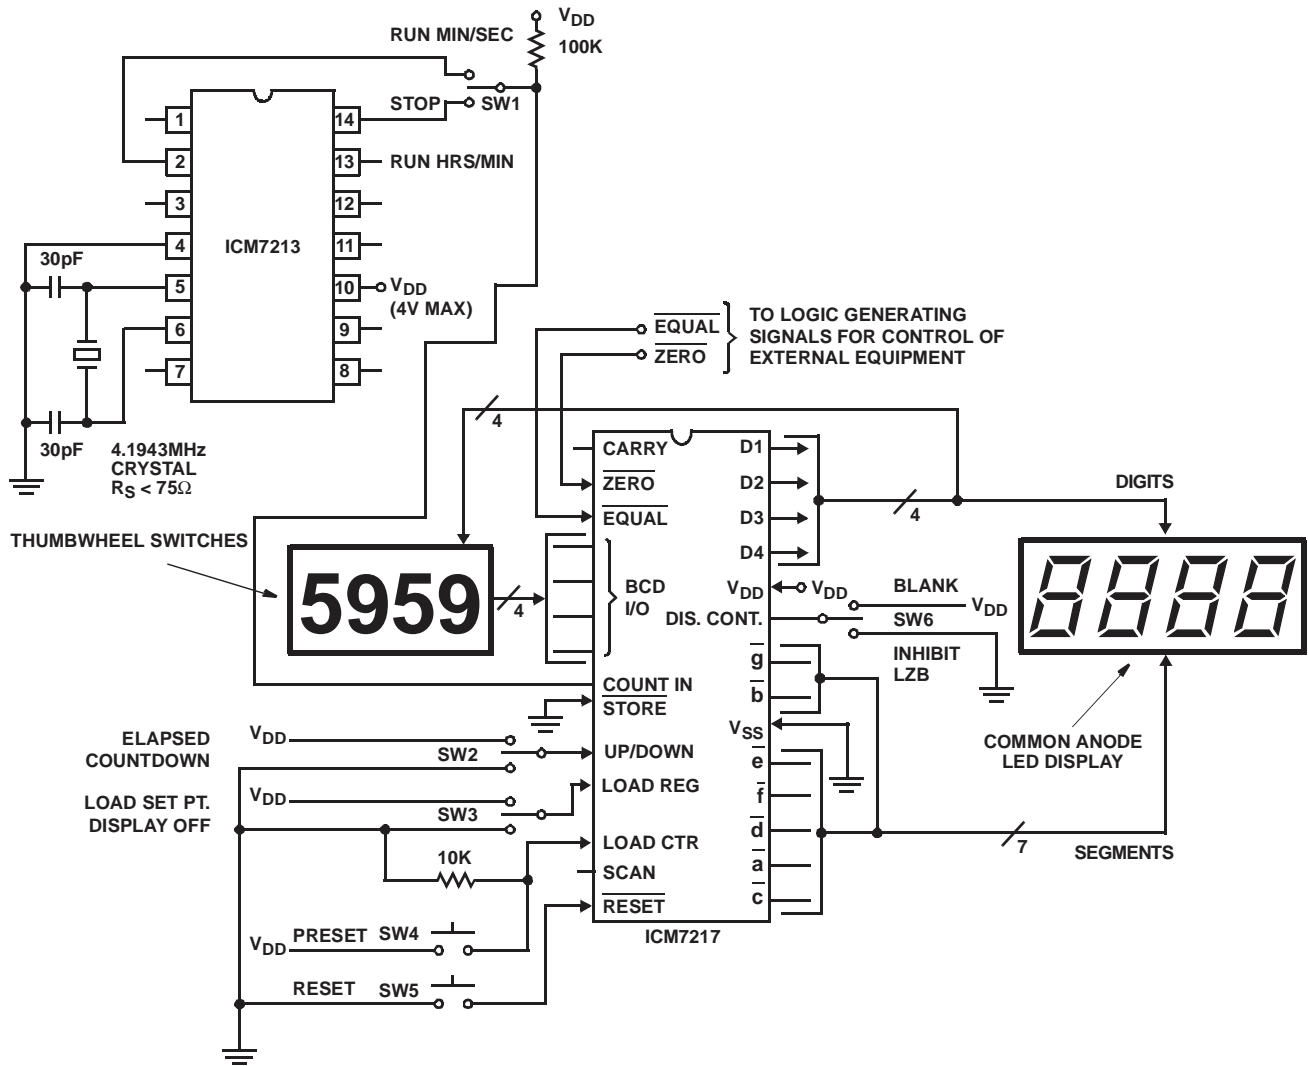 VDD
RUN MIN/SEC
100K
STOP
SW1
1
14
2
13
RUN HRS/MIN
3
12
4
ICM7213
11
30pF
5
10
VDD
(4V MAX)
6
9
7
8
30pF
4.1943MHz
CRYSTAL
RS < 75Ω
EQUAL
ZERO
TO LOGIC GENERATING
SIGNALS FOR CONTROL OF
EXTERNAL EQUIPMENT
4
CARRY
D1
ZERO
D2
EQUAL
D3
D4
4
DIGITS
THUMBWHEEL SWITCHES
5959
4
BCD
I/O
VDD
VDD
BLANK
VDD
DIS. CONT.
SW6
INHIBIT
LZB
8888
g
b
COUNT IN
STORE
VSS
COMMON ANODE
LED DISPLAY
ELAPSED
COUNTDOWN
VDD
SW2
UP/DOWN
e
LOAD SET PT.
DISPLAY OFF
VDD
SW3
LOAD REG
f
LOAD CTR
d
7
SEGMENTS
10K
SCAN
a
RESET
c
ICM7217
VDD
PRESET
SW4
RESET
SW5